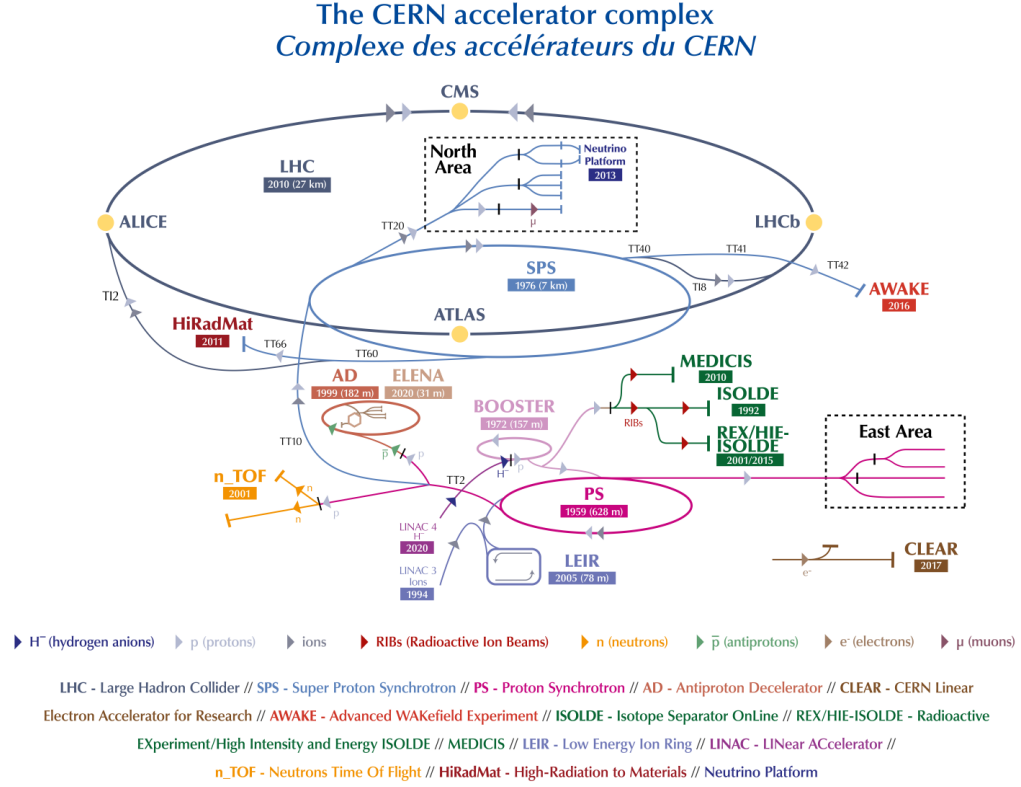 The CERN accelerator complex
Complexe des accélérateurs du CERN
CMS
North
Area
Neutrino
Platform
2013
LHC
2010 (27 km)
µ
ALICE
LHCb
TT20
TT40
TT41
TT42
SPS
1976 (7 km)
TI8
AWAKE
2016
TI2
ATLAS
HiRadMat
2011
TT66
TT60
MEDICIS
2010
AD
1999 (182 m)
ELENA
2020 (31 m)
ISOLDE
1992
BOOSTER
1972 (157 m)
RIBs
REX/HIE-
ISOLDE
2001/2015
East Area
TT10
p̅
p
H⁻
p
n_TOF
2001
n
n
p
TT2
PS
1959 (628 m)
LINAC 4
H⁻
2020
LINAC 3
Ions
1994
LEIR
2005 (78 m)
CLEAR
2017
e⁻
H⁻ (hydrogen anions)
p (protons)
ions
RIBs (Radioactive Ion Beams)
n (neutrons)
p̅ (antiprotons)
e⁻ (electrons)
µ (muons)
LHC - Large Hadron Collider // SPS - Super Proton Synchrotron // PS - Proton Synchrotron // AD - Antiproton Decelerator // CLEAR - CERN Linear
Electron Accelerator for Research // AWAKE - Advanced WAKefield Experiment // ISOLDE - Isotope Separator OnLine // REX/HIE-ISOLDE - Radioactive
EXperiment/High Intensity and Energy ISOLDE // MEDICIS // LEIR - Low Energy Ion Ring // LINAC - LINear ACcelerator //
n_TOF - Neutrons Time Of Flight // HiRadMat - High-Radiation to Materials // Neutrino Platform